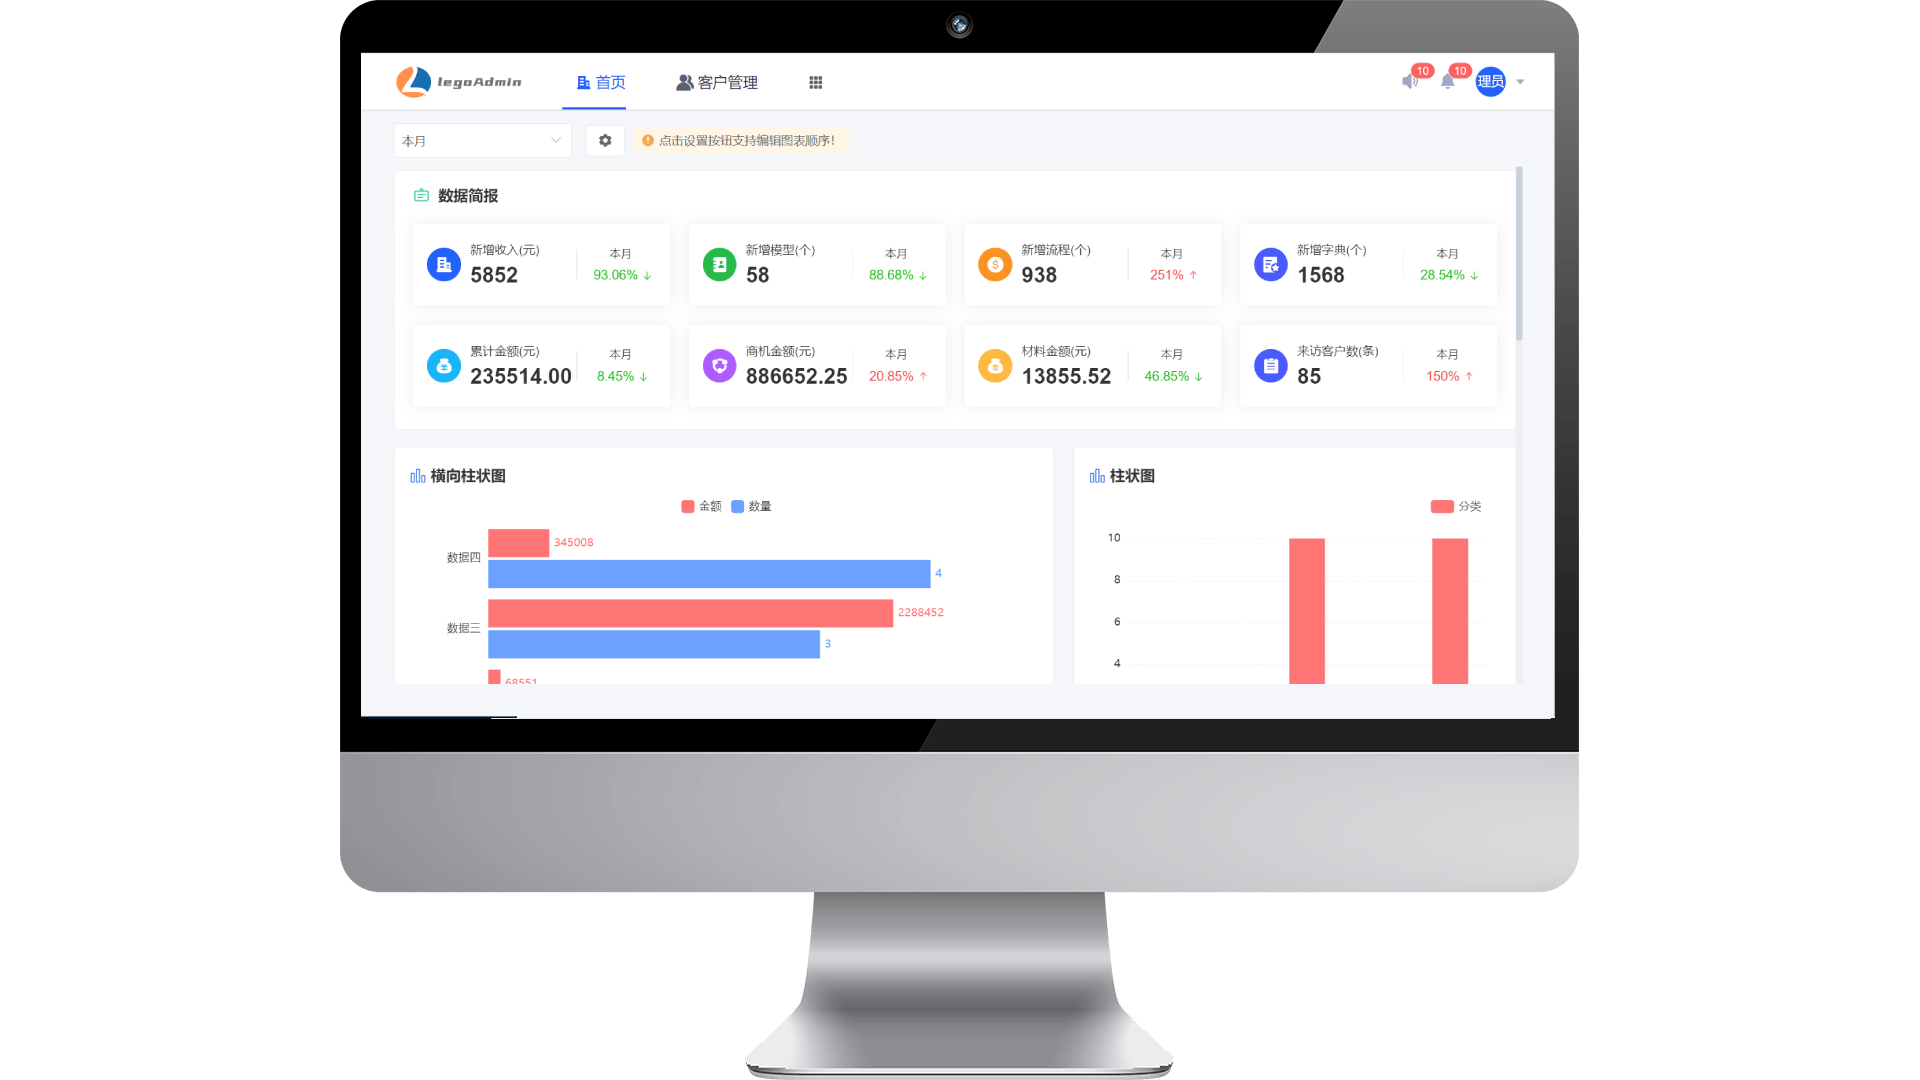 legoAdmin 首页 客户管理 10 10 理员
本月 点击设置按钮支持编辑图表顺序!
数据简报
新增收入(元) 本月
5852 93.06% ↓
新增模型(个) 本月
58 88.68% ↓
新增流程(个) 本月
938 251% ↑
新增字典(个) 本月
1568 28.54% ↓
累计金额(元) 本月
235514.00 8.45% ↓
商机金额(元) 本月
886652.25 20.85% ↑
材料金额(元) 本月
13855.52 46.85% ↓
来访客户数(条) 本月
85 150% ↑
横向柱状图
金额 数量
345008
数据四
4
2288452
数据三
3
68551
柱状图
分类
10
8
6
4